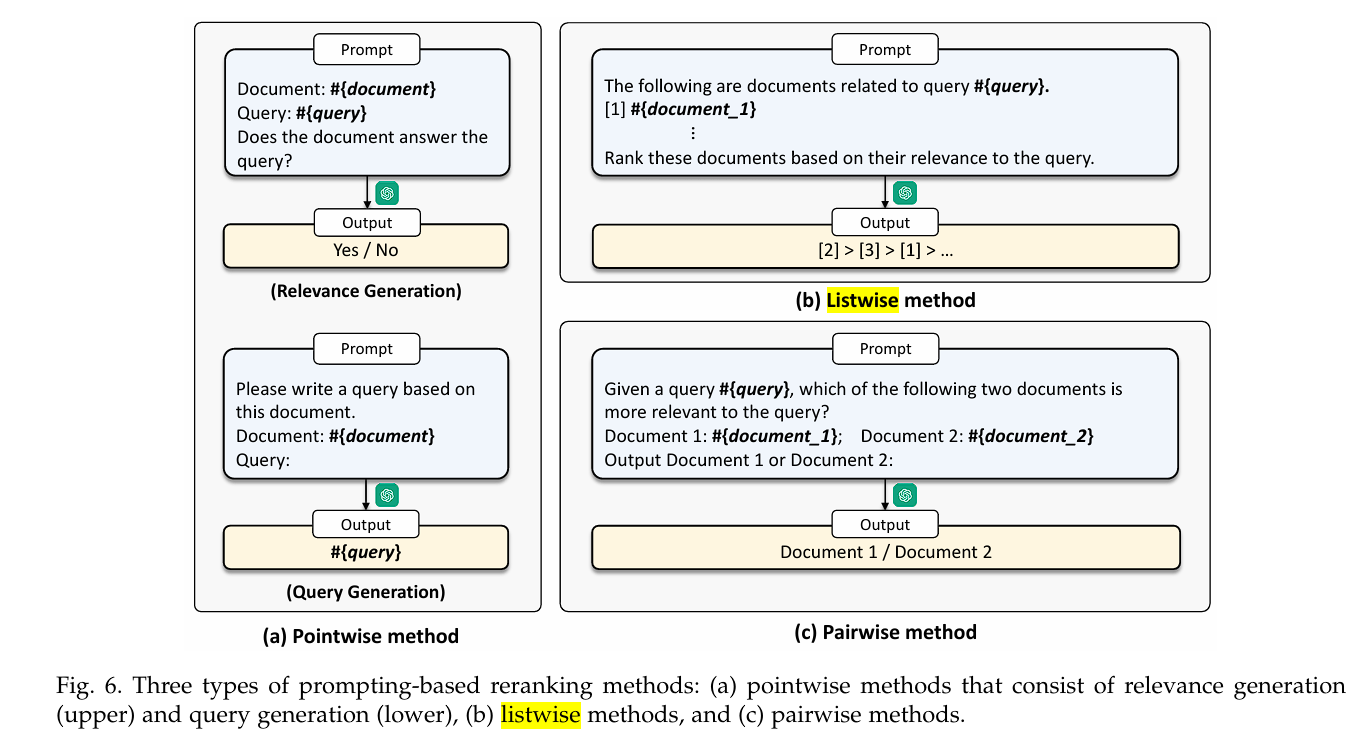 Prompt
Document: #{document}
Query: #{query}
Does the document answer the
query?
Output
Yes / No
(Relevance Generation)
Prompt
Please write a query based on
this document.
Document: #{document}
Query:
Output
#{query}
(Query Generation)
(a) Pointwise method
Prompt
The following are documents related to query #{query}.
[1] #{document_1}
⋮
Rank these documents based on their relevance to the query.
Output
[2] > [3] > [1] > ...
(b) Listwise method
Prompt
Given a query #{query}, which of the following two documents is
more relevant to the query?
Document 1: #{document_1}; Document 2: #{document_2}
Output Document 1 or Document 2:
Output
Document 1 / Document 2
(c) Pairwise method
Fig. 6. Three types of prompting-based reranking methods: (a) pointwise methods that consist of relevance generation
(upper) and query generation (lower), (b) listwise methods, and (c) pairwise methods.